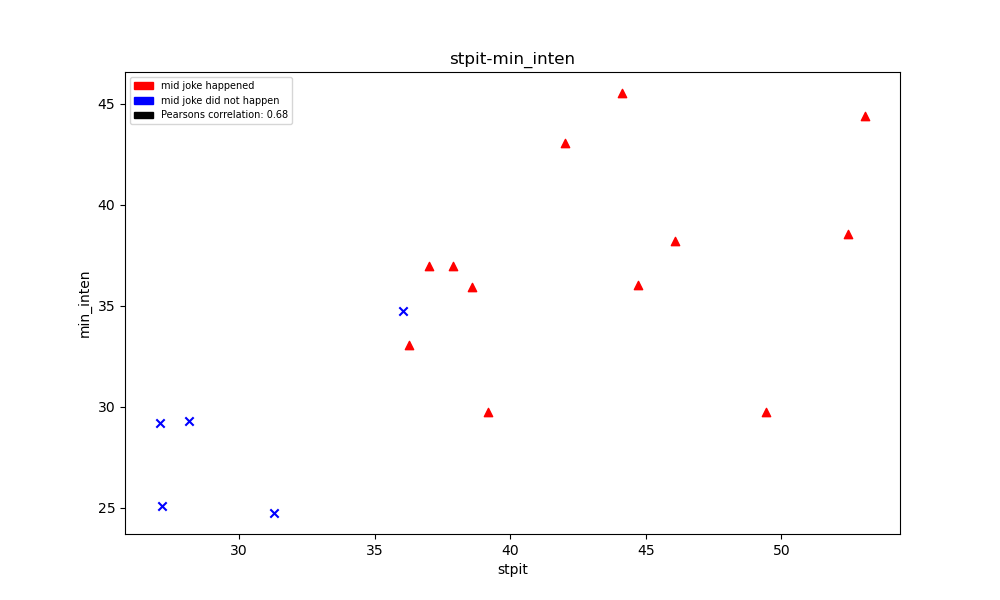 stpit-min_inten
mid joke happened
mid joke did not happen
Pearsons correlation: 0.68
45
40
35
30
25
min_inten
30
35
40
45
50
stpit